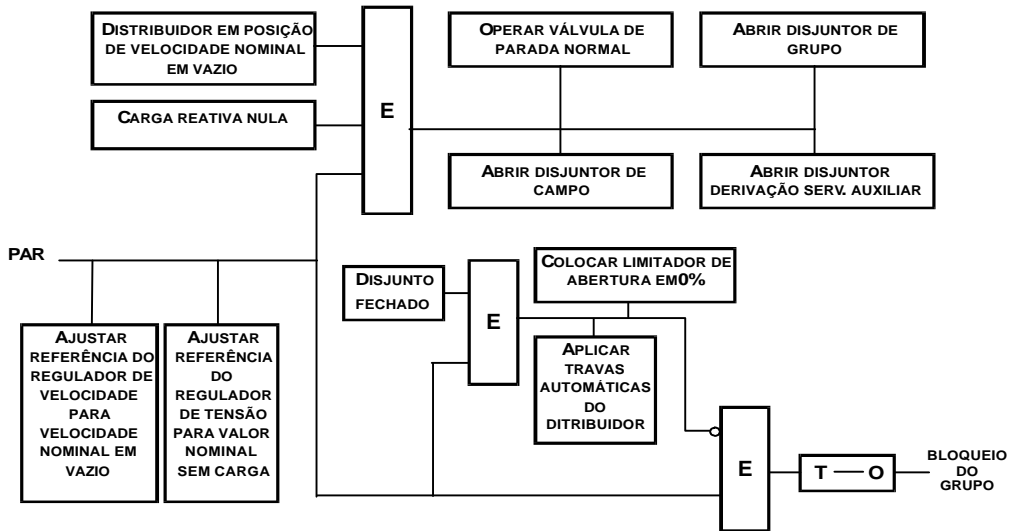 DISTRIBUIDOR EM POSIÇÃO
DE VELOCIDADE NOMINAL
EM VAZIO
CARGA REATIVA NULA
E
OPERAR VÁLVULA DE
PARADA NORMAL
ABRIR DISJUNTOR DE
GRUPO
ABRIR DISJUNTOR DE
CAMPO
ABRIR DISJUNTOR
DERIVAÇÃO SERV. AUXILIAR
PAR
AJUSTAR
REFERÊNCIA DO
REGULADOR DE
VELOCIDADE
PARA
VELOCIDADE
NOMINAL EM
VAZIO
AJUSTAR
REFERÊNCIA
DO
REGULADOR
DE TENSÃO
PARA VALOR
NOMINAL
SEM CARGA
DISJUNTO
FECHADO
E
COLOCAR LIMITADOR DE
ABERTURA EM0%
APLICAR
TRAVAS
AUTOMÁTICAS
DO
DITRIBUIDOR
E
T — O
BLOQUEIO
DO
GRUPO